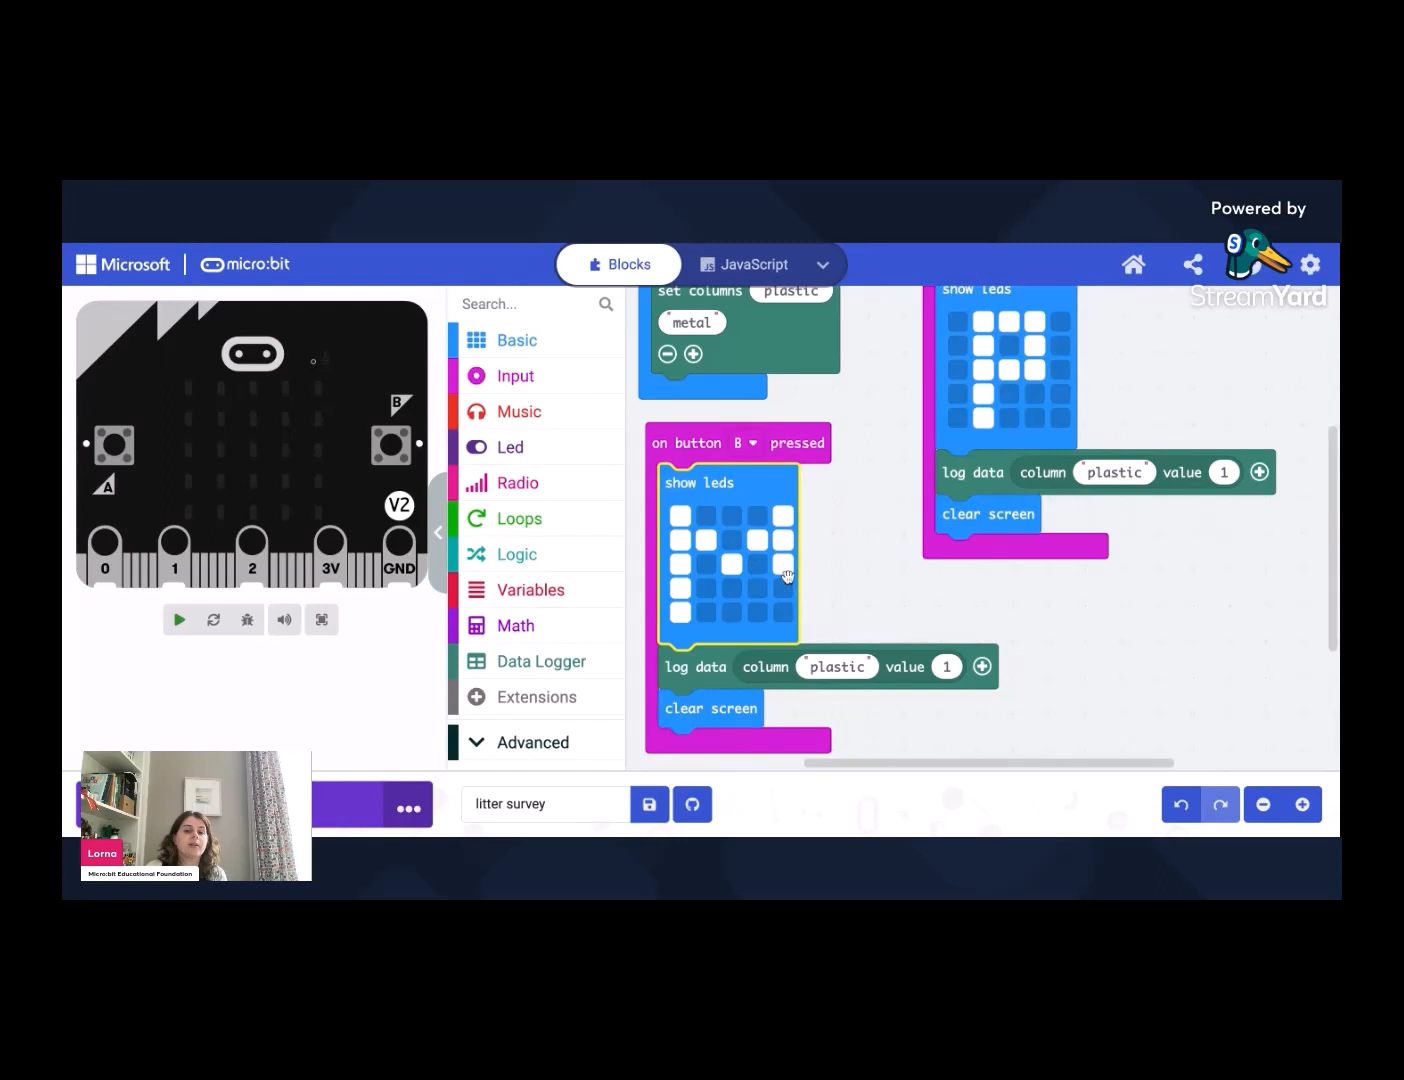 Powered by
StreamYard
Microsoft micro:bit
Blocks
JS JavaScript
Search...
Basic
Input
Music
Led
Radio
Loops
Logic
Variables
Math
Data Logger
Extensions
Advanced
B
A
V2
0 1 2 3V GND
set columns "plastic"
"metal"
on button B pressed
show leds
log data column "plastic" value 1
clear screen
show leds
log data column "plastic" value 1
clear screen
litter survey
Lorna
Micro:bit Educational Foundation